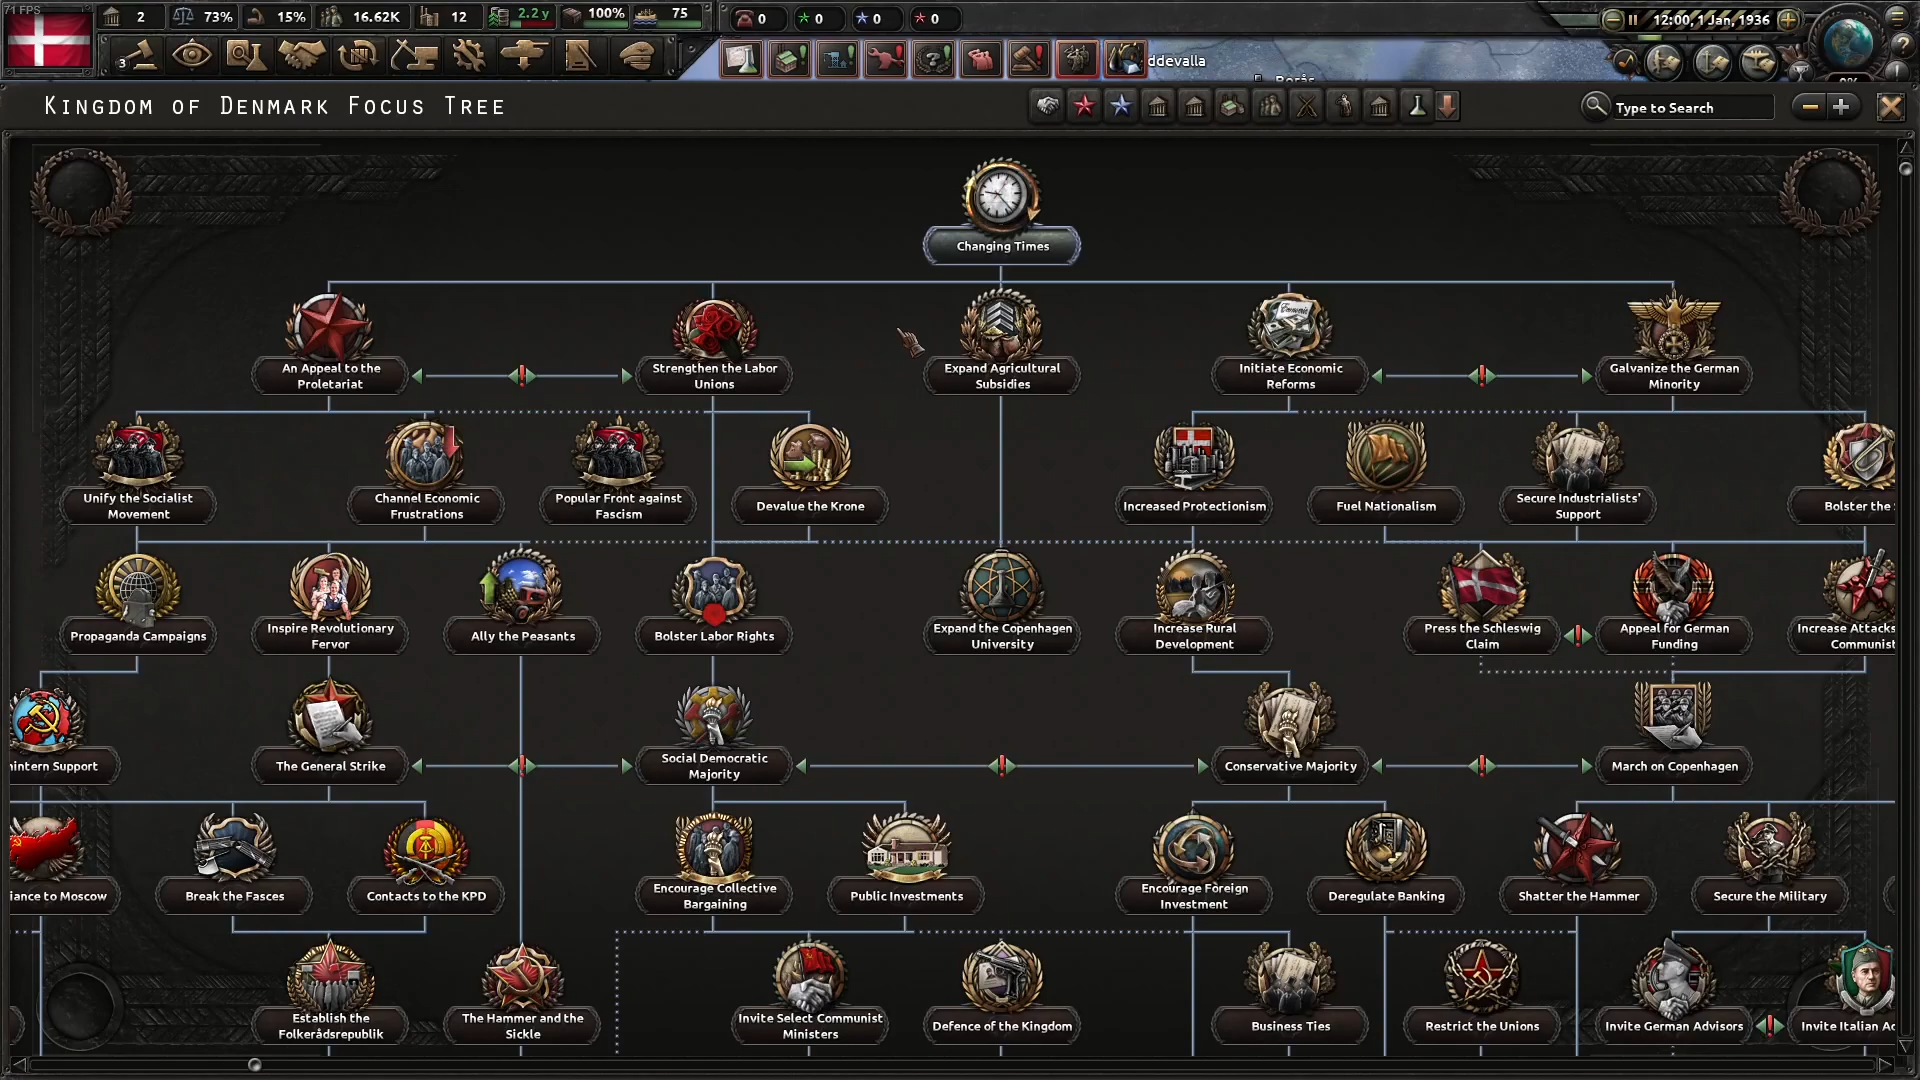 71 FPS
2
73%
15%
16.62K
12
2.2 y
100%
75
0
0
0
0
12:00, 1 Jan, 1936
3
ddevalla
Borås
0%
Kingdom of Denmark Focus Tree
Type to Search
Changing Times
An Appeal to the
Proletariat
Strengthen the Labor
Unions
Expand Agricultural
Subsidies
Initiate Economic
Reforms
Galvanize the German
Minority
Unify the Socialist
Movement
Channel Economic
Frustrations
Popular Front against
Fascism
Devalue the Krone
Increased Protectionism
Fuel Nationalism
Secure Industrialists'
Support
Bolster the
Propaganda Campaigns
Inspire Revolutionary
Fervor
Ally the Peasants
Bolster Labor Rights
Expand the Copenhagen
University
Increase Rural
Development
Press the Schleswig
Claim
Appeal for German
Funding
Increase Attacks
Communist
nintern Support
The General Strike
Social Democratic
Majority
Conservative Majority
March on Copenhagen
iance to Moscow
Break the Fasces
Contacts to the KPD
Encourage Collective
Bargaining
Public Investments
Encourage Foreign
Investment
Deregulate Banking
Shatter the Hammer
Secure the Military
Establish the
Folkerådsrepublik
The Hammer and the
Sickle
Invite Select Communist
Ministers
Defence of the Kingdom
Business Ties
Restrict the Unions
Invite German Advisors
Invite Italian Ad